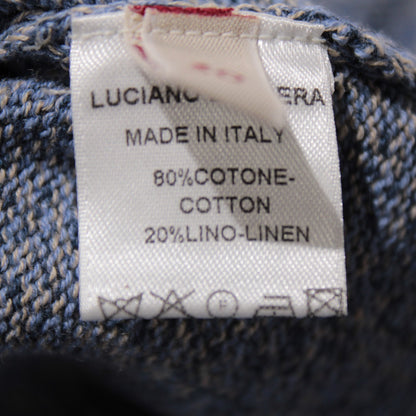 LUCIANO
MADE IN ITALY
80%COTONE-
COTTON
20%LINO-LINEN